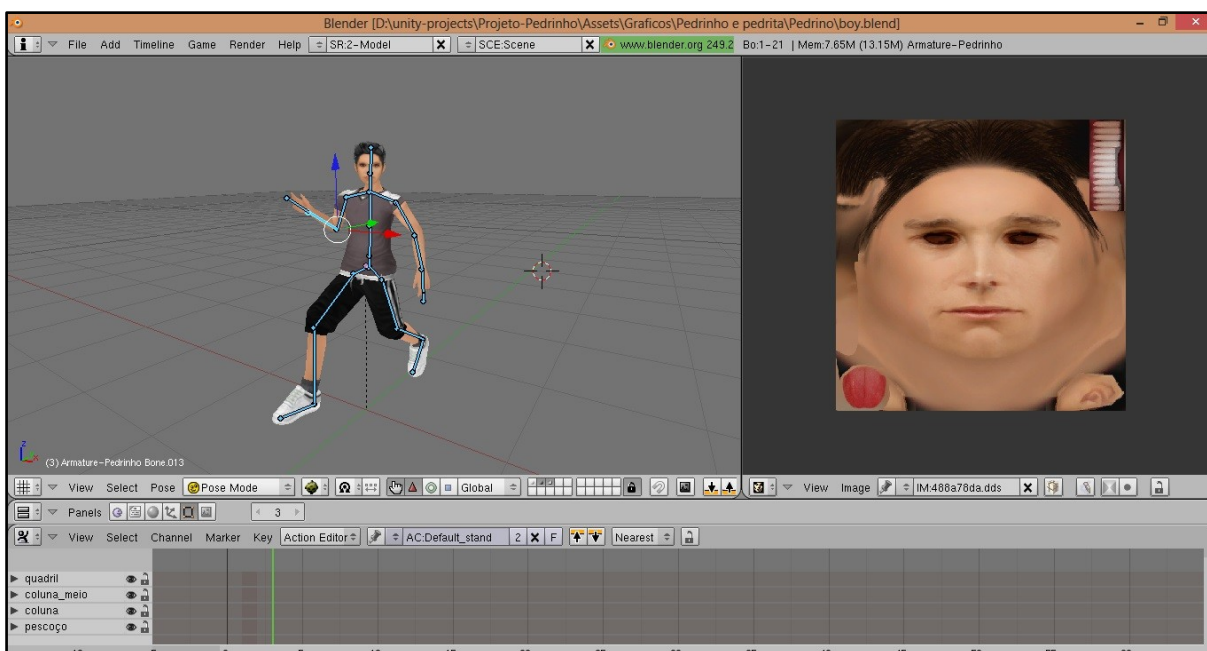 Blender [D:\unity-projects\Projeto-Pedrinho\Assets\Graficos\Pedrinho e pedrita\Pedrino\boy.blend]
File Add Timeline Game Render Help SR:2-Model X SCE:Scene X www.blender.org 249.2 Bo:1-21 | Mem:7.65M (13.15M) Armature-Pedrinho
z
x
(3) Armature-Pedrinho Bone.013
View Select Pose Pose Mode Global
View Image IM:488a78da.dds X
Panels 3
View Select Channel Marker Key Action Editor AC:Default_stand 2 X F Nearest
quadril
coluna_meio
coluna
pescoço